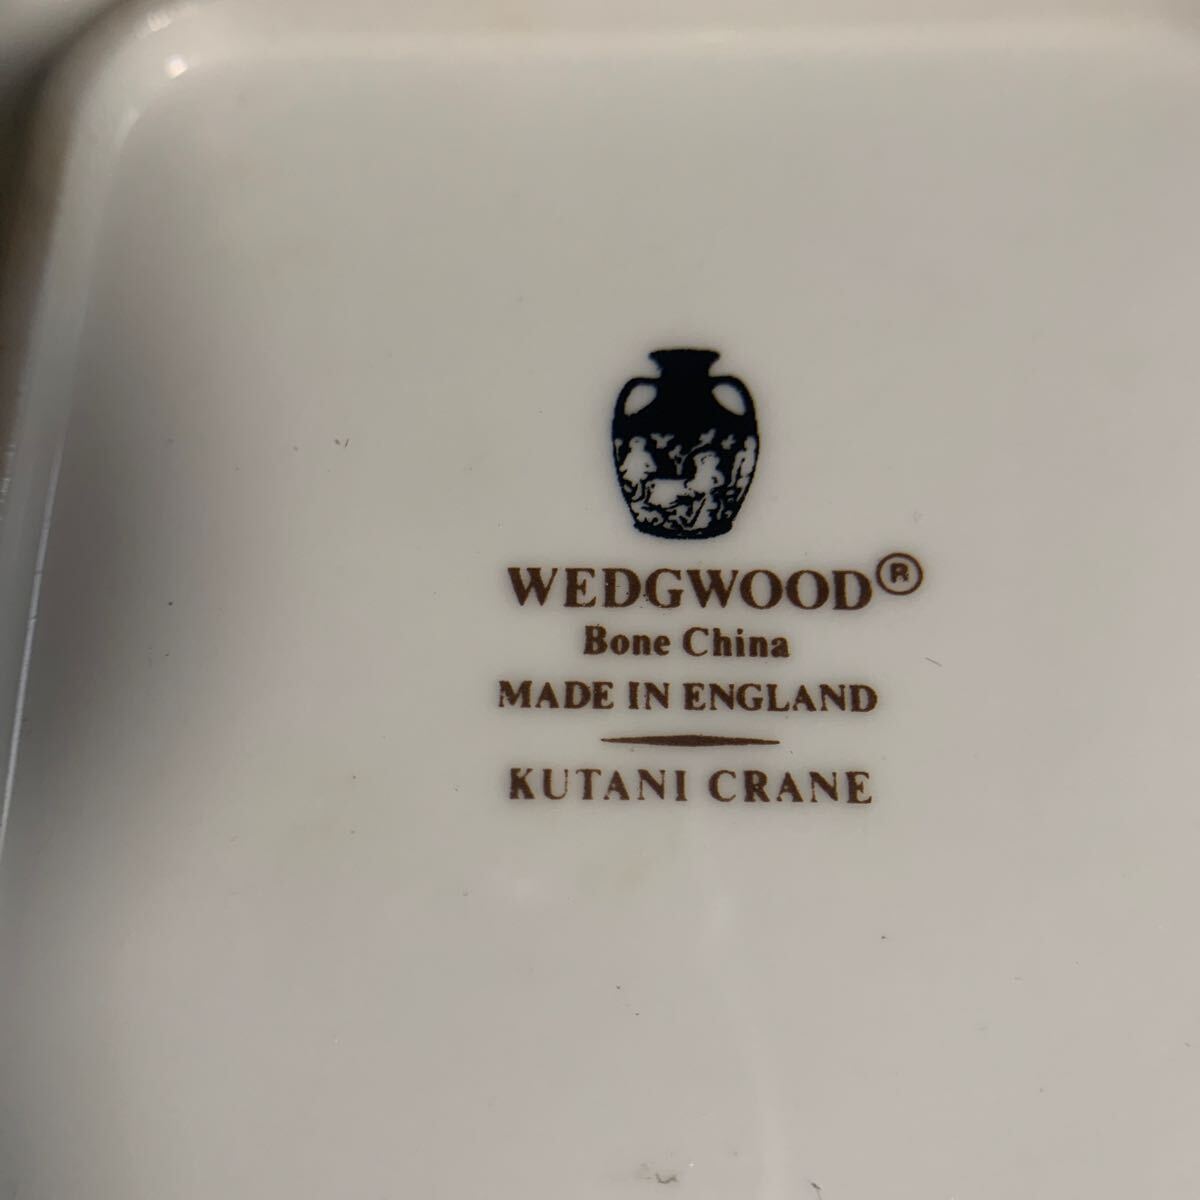 WEDGWOOD®
Bone China
MADE IN ENGLAND
KUTANI CRANE